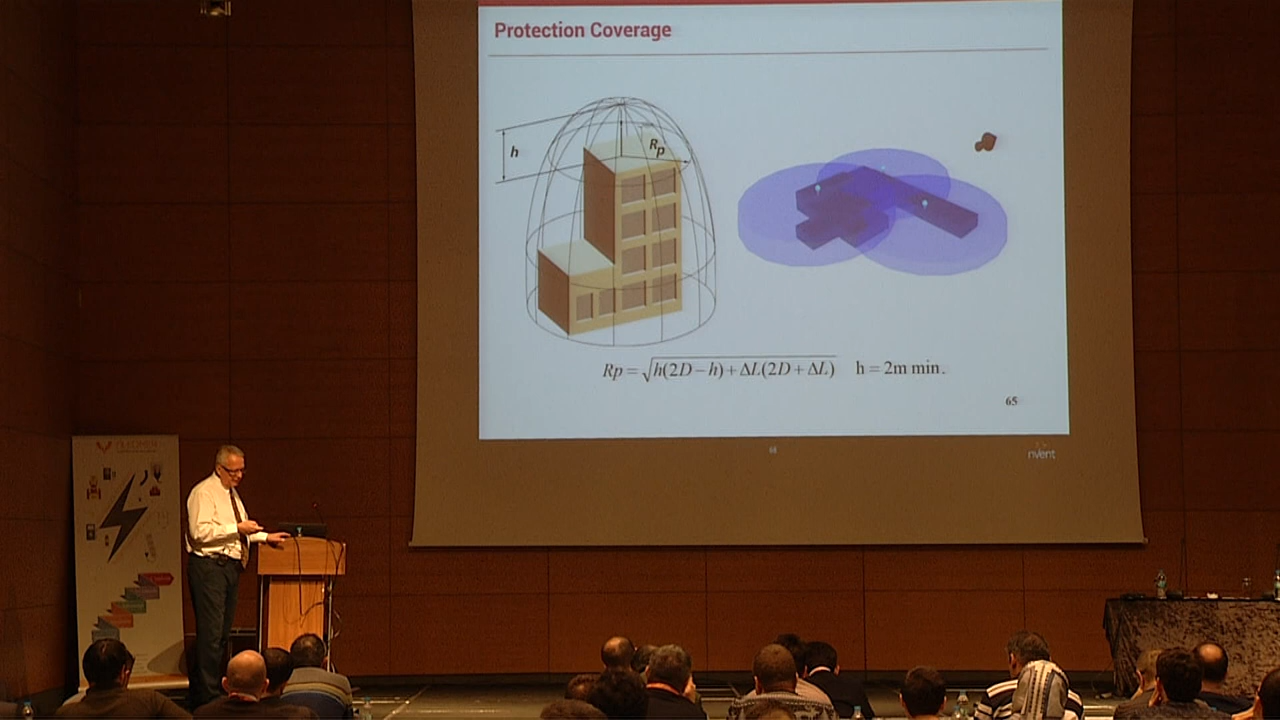 Protection Coverage
h
Rp
Rp = √h(2D − h) + ΔL(2D + ΔL) h = 2m min.
65
nVent